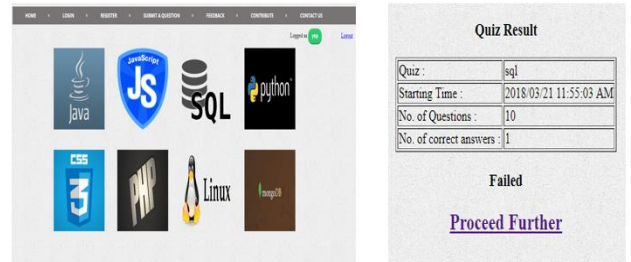 HOME LOGIN REGISTER SUBMIT A QUESTION FEEDBACK CONTRIBUTE CONTACT US
Logged as
Logout
Java
JavaScript
JS
SQL
python
CSS
3
PHP
Linux
mongoDB
Quiz Result
Quiz : sql
Starting Time : 2018/03/21 11:55:03 AM
No. of Questions : 10
No. of correct answers : 1
Failed
Proceed Further